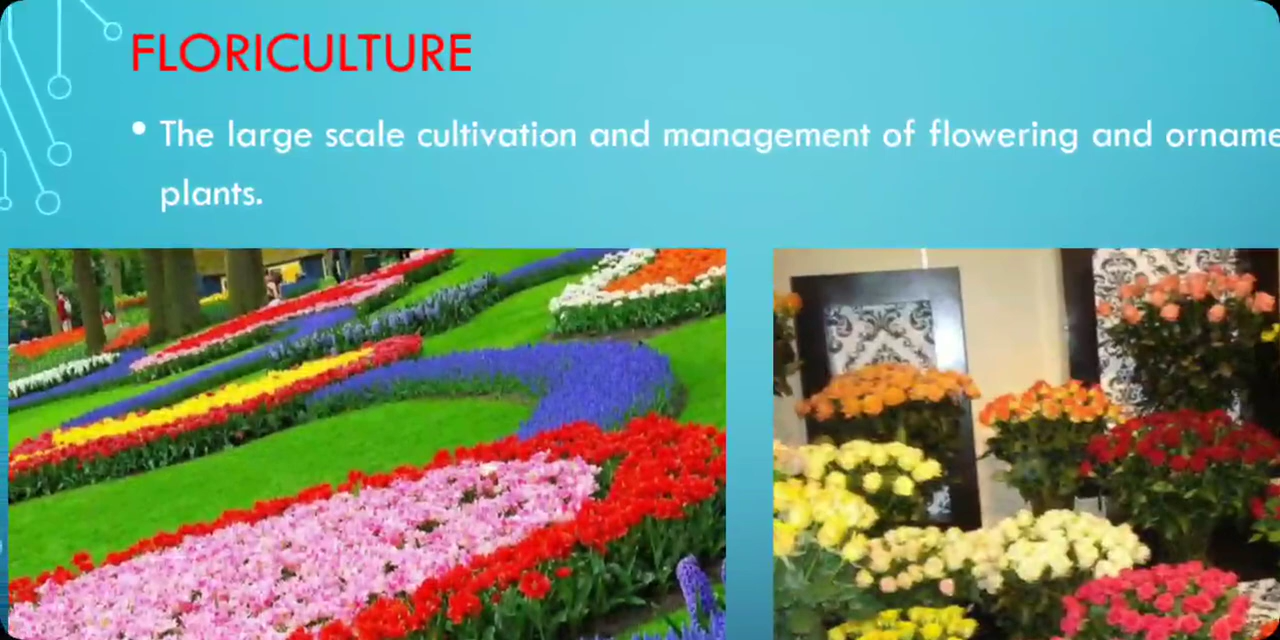 FLORICULTURE
• The large scale cultivation and management of flowering and orname
plants.